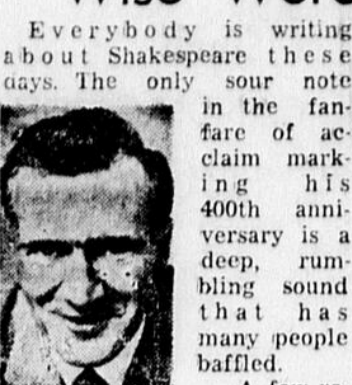 Everybody is writing
about Shakespeare these
days. The only sour note
in the fan-
fare of ac-
claim mark-
ing his
400th anni-
versary is a
deep, rum-
bling sound
that has
many people
baffled.